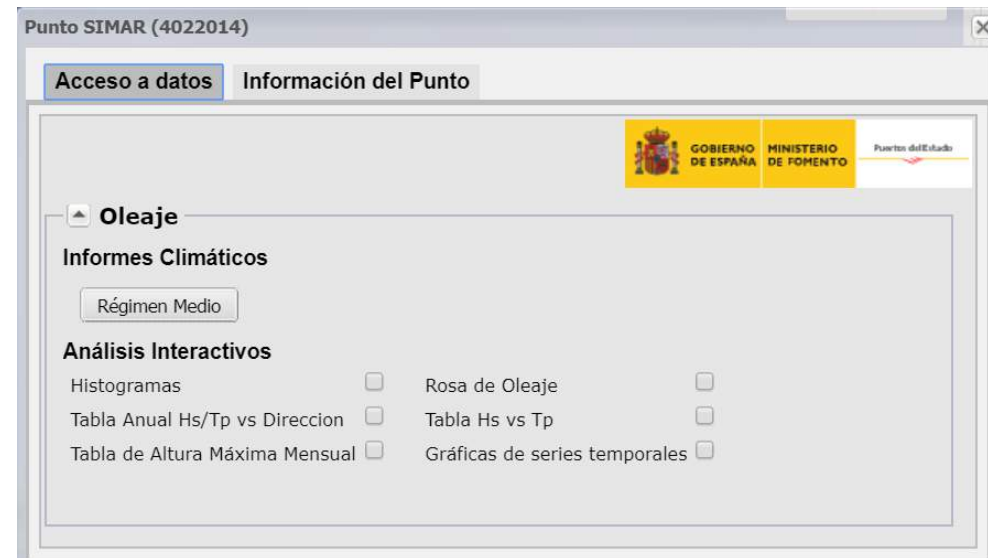 Punto SIMAR (4022014)
Acceso a datos Información del Punto
GOBIERNO DE ESPAÑA
MINISTERIO DE FOMENTO
Puertos del Estado
Oleaje
Informes Climáticos
Régimen Medio
Análisis Interactivos
Histogramas Rosa de Oleaje
Tabla Anual Hs/Tp vs Direccion Tabla Hs vs Tp
Tabla de Altura Máxima Mensual Gráficas de series temporales